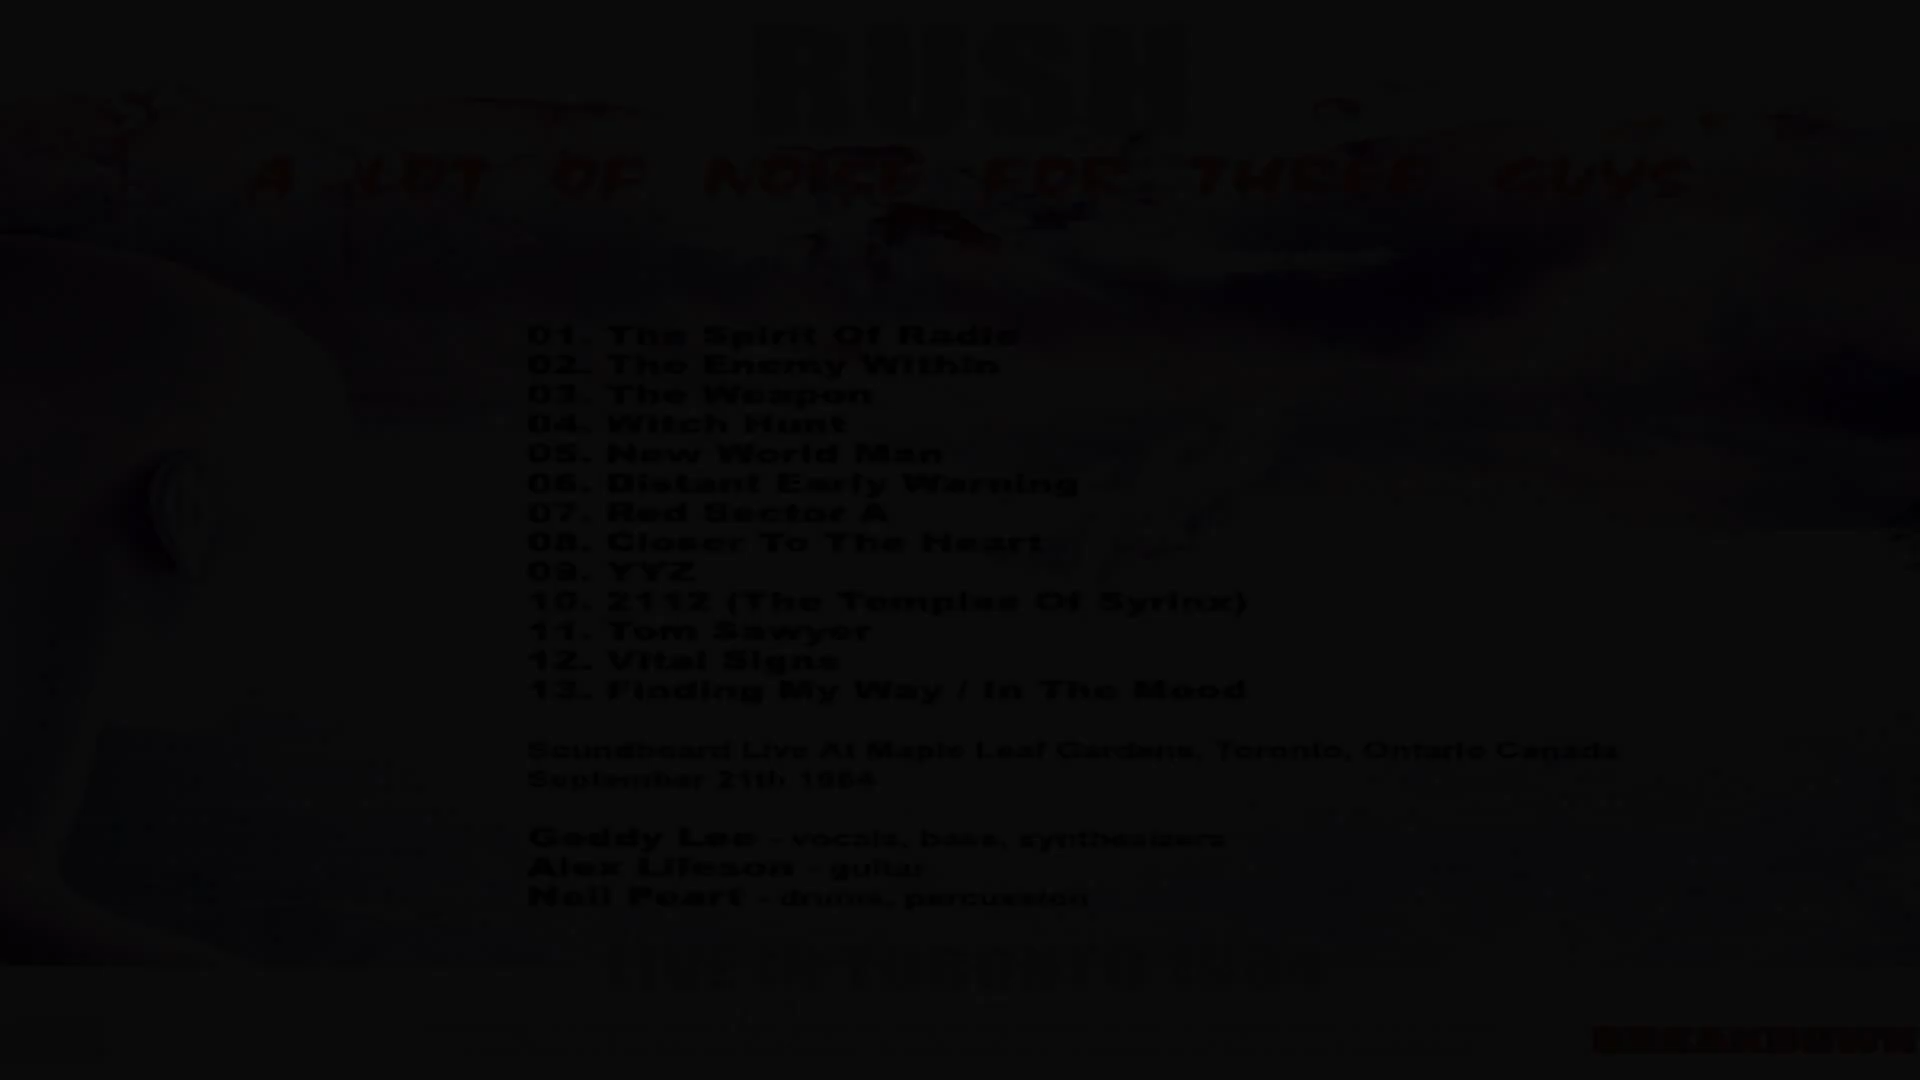 RUSH
A LOT OF NOISE FOR THREE GUYS
01. The Spirit Of Radio
02. The Enemy Within
03. The Weapon
04. Witch Hunt
05. New World Man
06. Distant Early Warning
07. Red Sector A
08. Closer To The Heart
09. YYZ
10. 2112 (The Temples Of Syrinx)
11. Tom Sawyer
12. Vital Signs
13. Finding My Way / In The Mood
Soundboard Live At Maple Leaf Gardens, Toronto, Ontario Canada
September 21th 1984
Geddy Lee - vocals, bass, synthesizers
Alex Lifeson - guitar
Neil Peart - drums, percussion